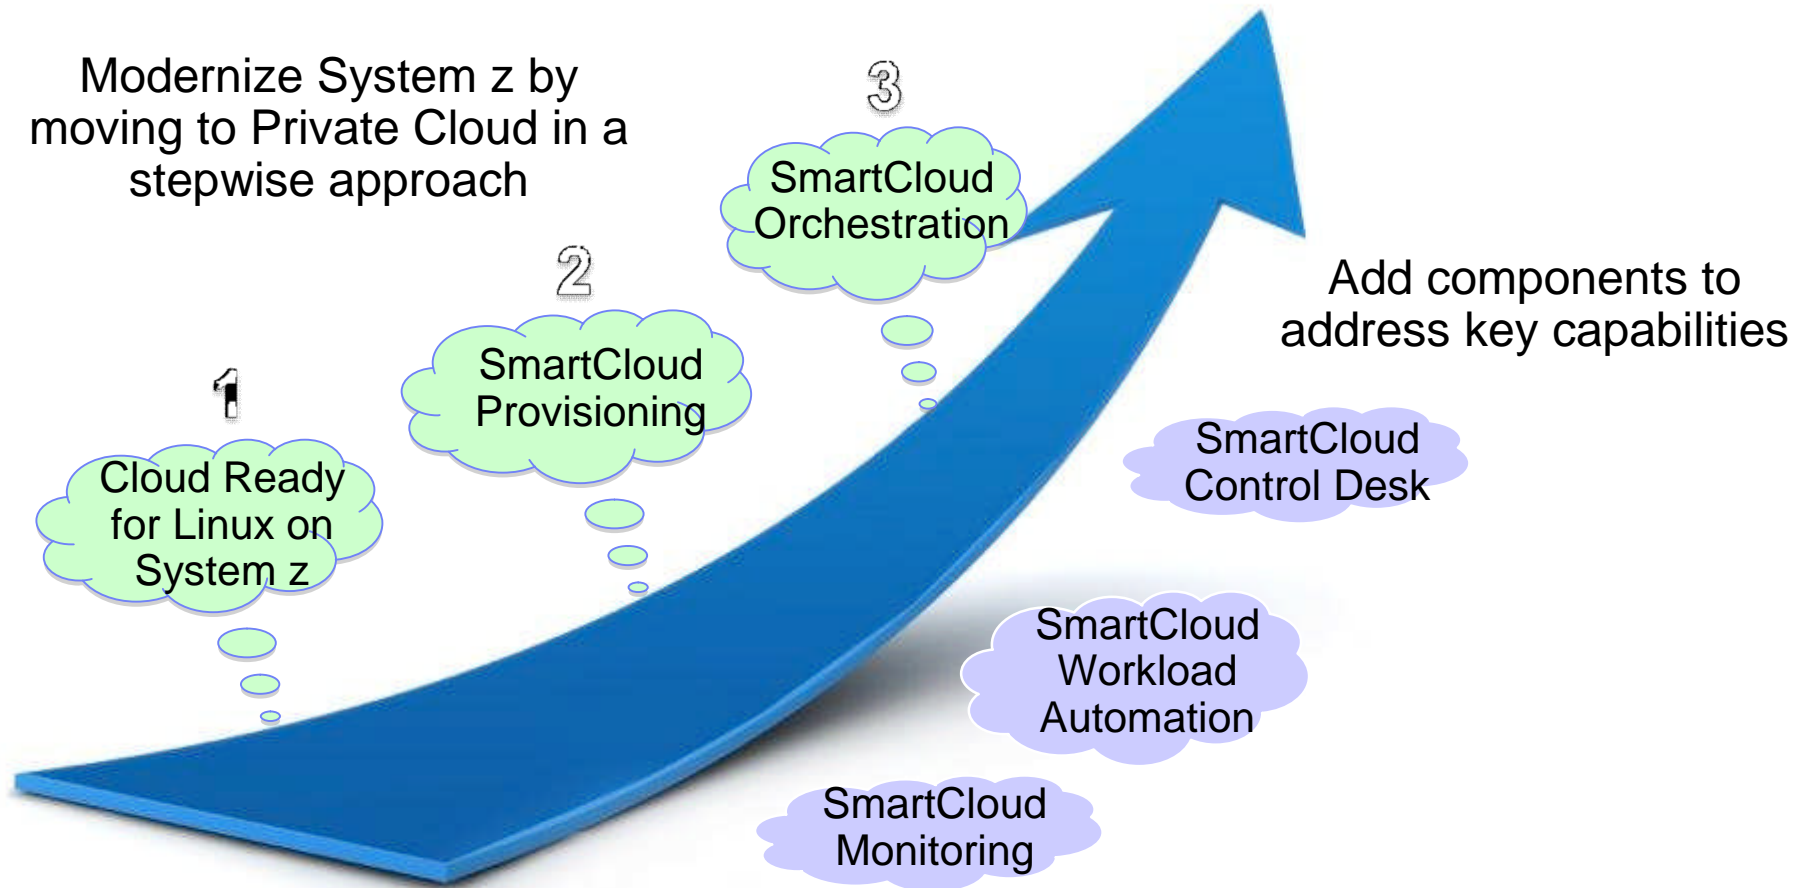 Modernize System z by
moving to Private Cloud in a
stepwise approach
1
Cloud Ready
for Linux on
System z
2
SmartCloud
Provisioning
3
SmartCloud
Orchestration
Add components to
address key capabilities
SmartCloud
Control Desk
SmartCloud
Workload
Automation
SmartCloud
Monitoring